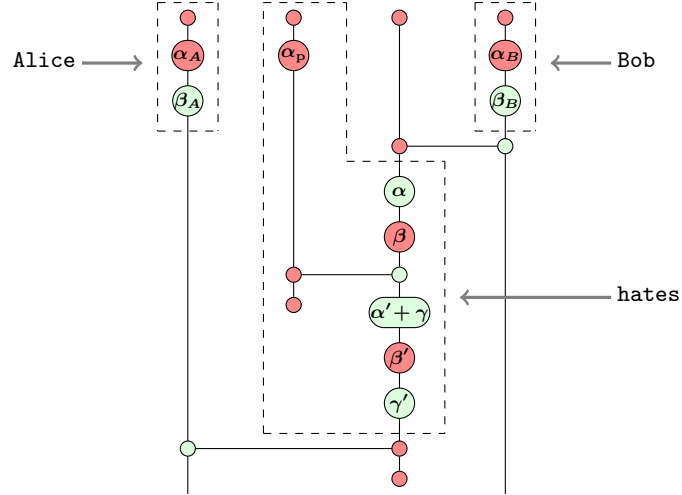 α_A α_p α_B
Alice Bob
β_A β_B
α
β
hates
α′ + γ
β′
γ′